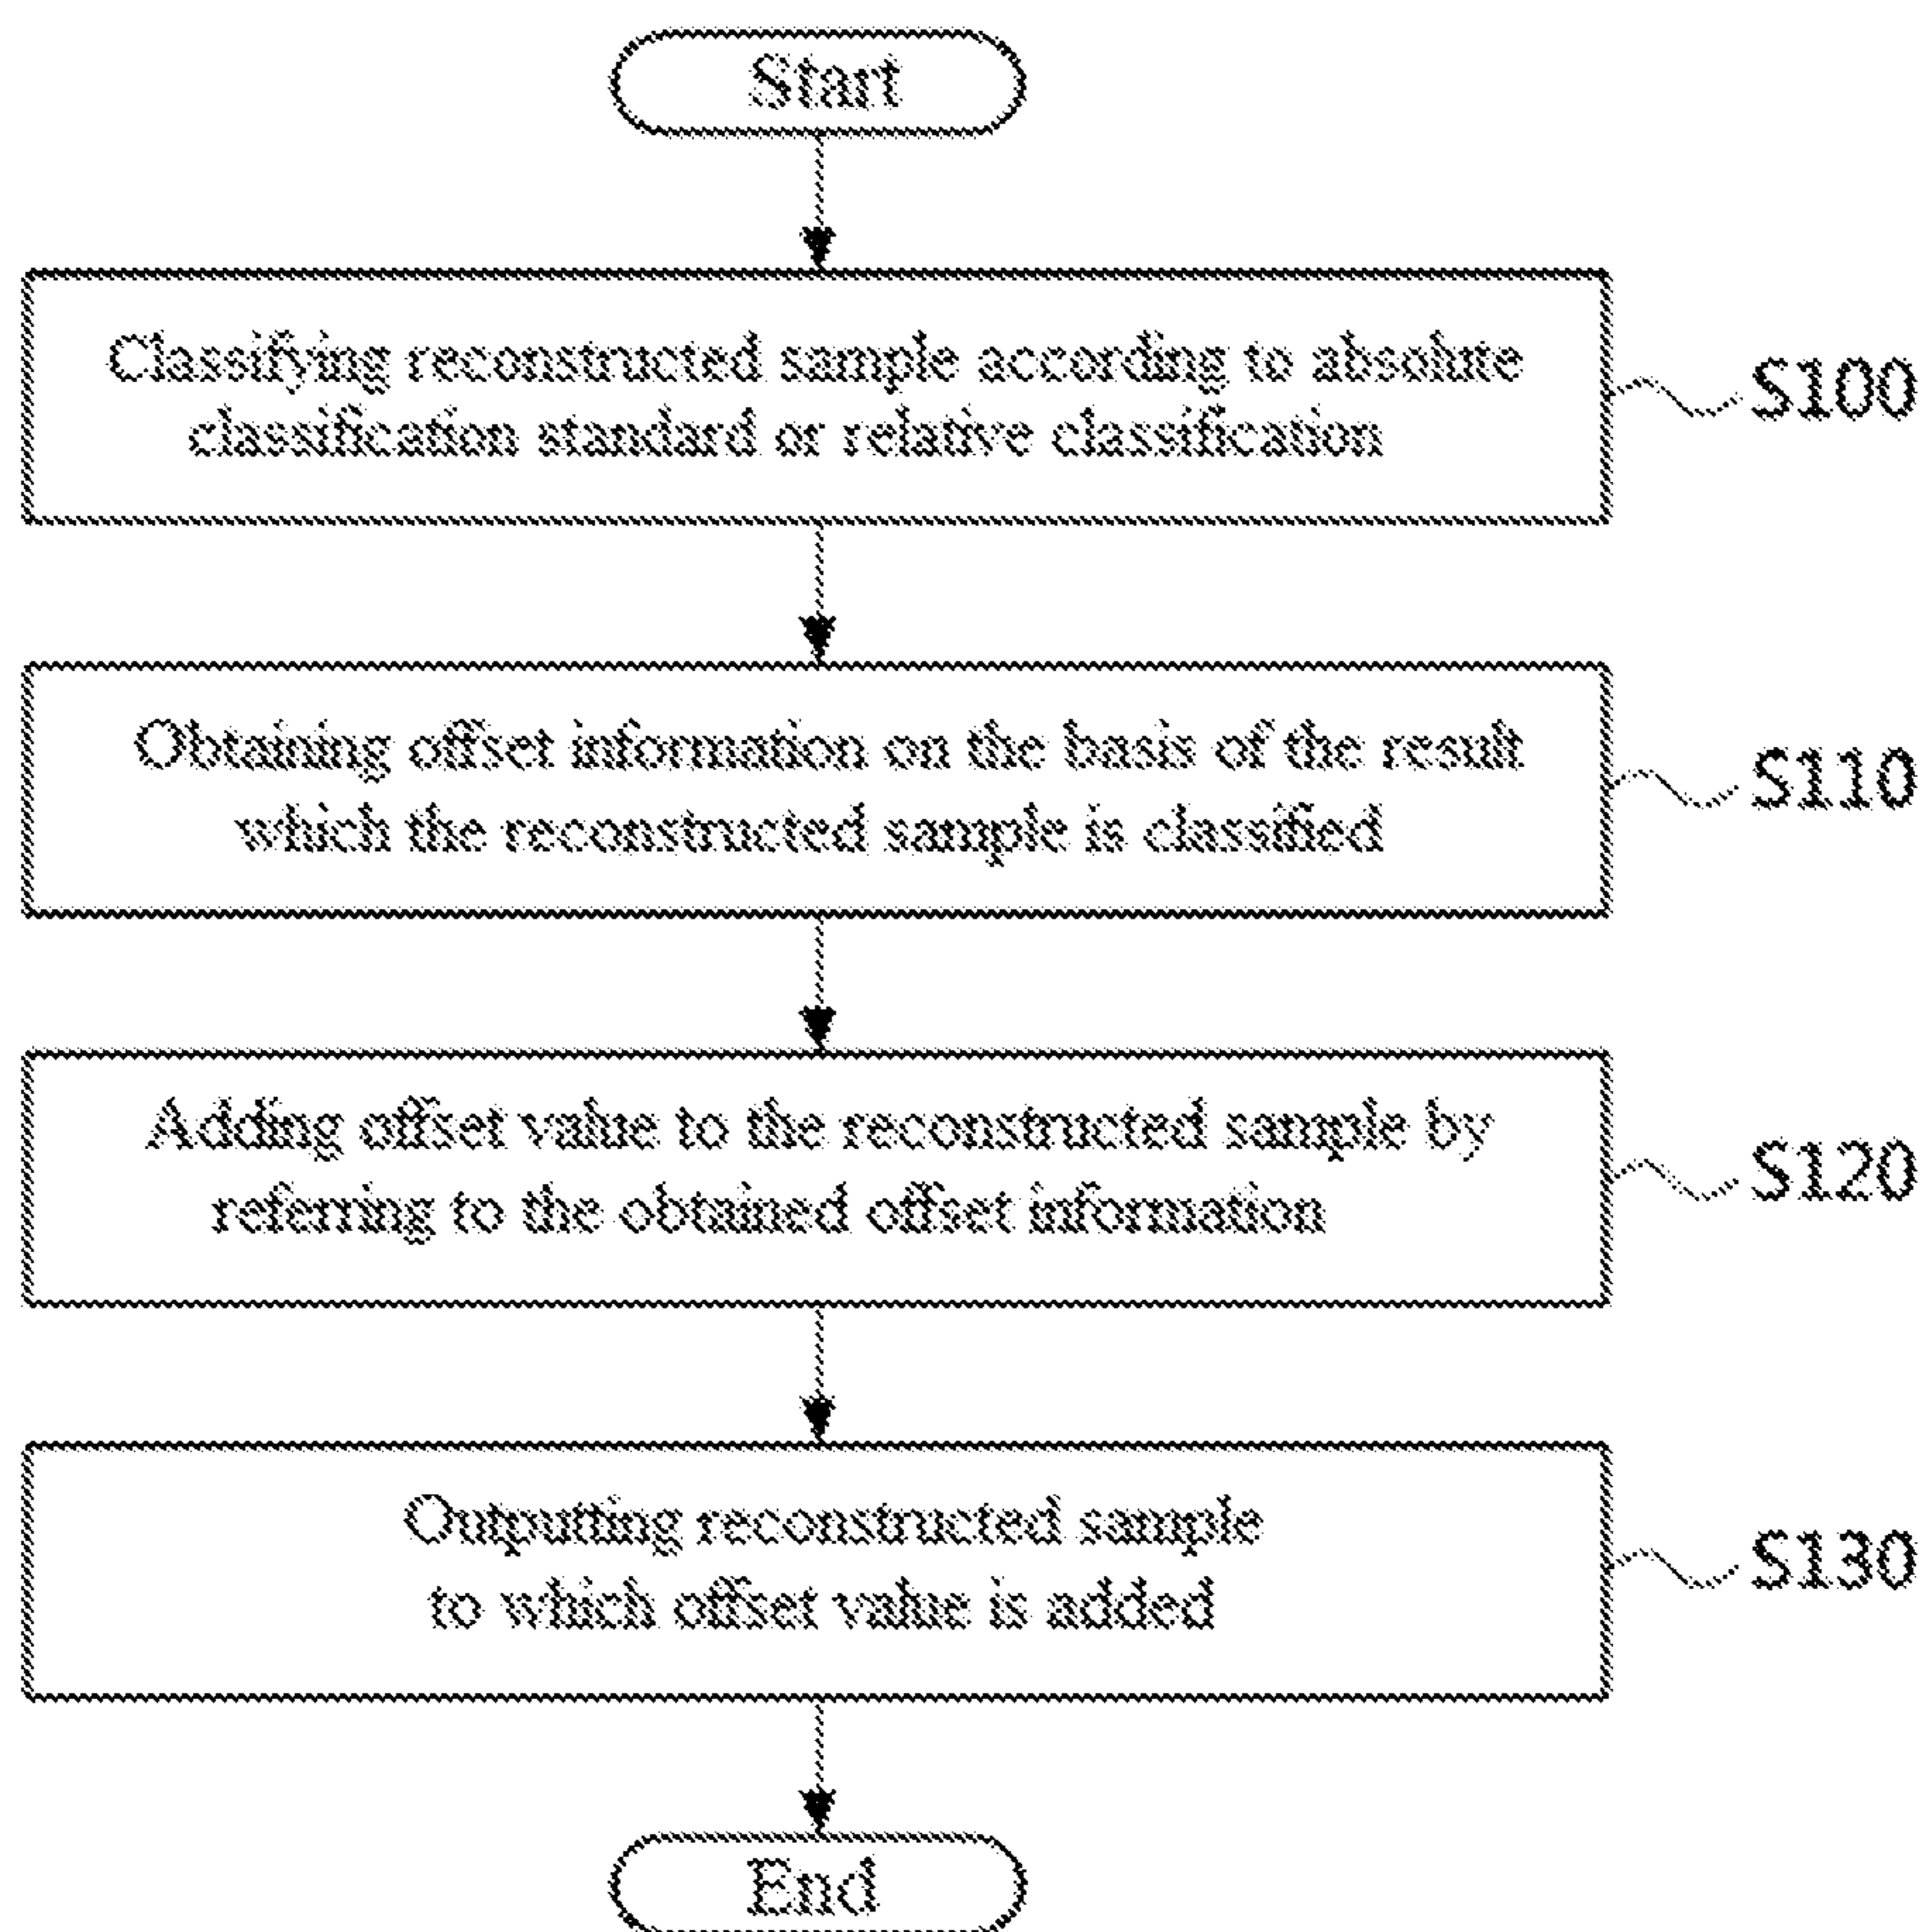 Start
Classifying reconstructed sample according to absolute
classification standard or relative classification
S100
Obtaining offset information on the basis of the result
which the reconstructed sample is classified
S110
Adding offset value to the reconstructed sample by
referring to the obtained offset information
S120
Outputting reconstructed sample
to which offset value is added
S130
End